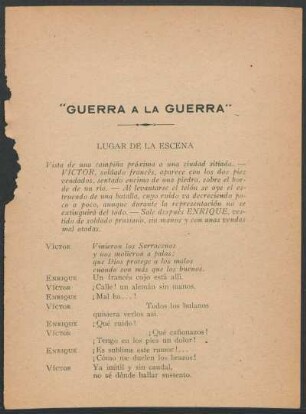 "GUERRA A LA GUERRA"
LUGAR DE LA ESCENA
Vista de una campiña próxima a una ciudad sitiada. —
VICTOR, soldado francés, aparece con los dos pies
vendados, sentado encima de una piedra, sobre el bor-
de de un río. — Al levantarse el telón se oye el es-
truendo de una batalla, cuyo ruido va decreciendo po-
co a poco, aunque durante la representación no se
extinguirá del todo. — Sale después ENRIQUE, ves-
tido de soldado prusiano, sin manos y con unas vendas
mal atadas.
VÍCTOR Vinieron los Sarracenos
y nos molieron a palos;
que Dios protege a los malos
cuando son más que los buenos.
ENRIQUE Un francés cojo está allí.
VÍCTOR ¡Calle! un alemán sin manos.
ENRIQUE ¡Mal ha....!
VÍCTOR Todos los hulanos
quisiera verlos así.
ENRIQUE ¡Qué ruido!
VÍCTOR ¡Qué cañonazos!
¡Tengo en los pies un dolor!
ENRIQUE ¡Es sublime este rumor!...
¡Cómo me duelen los brazos!
VÍCTOR Ya inútil y sin caudal,
no sé dónde hallar sustento.